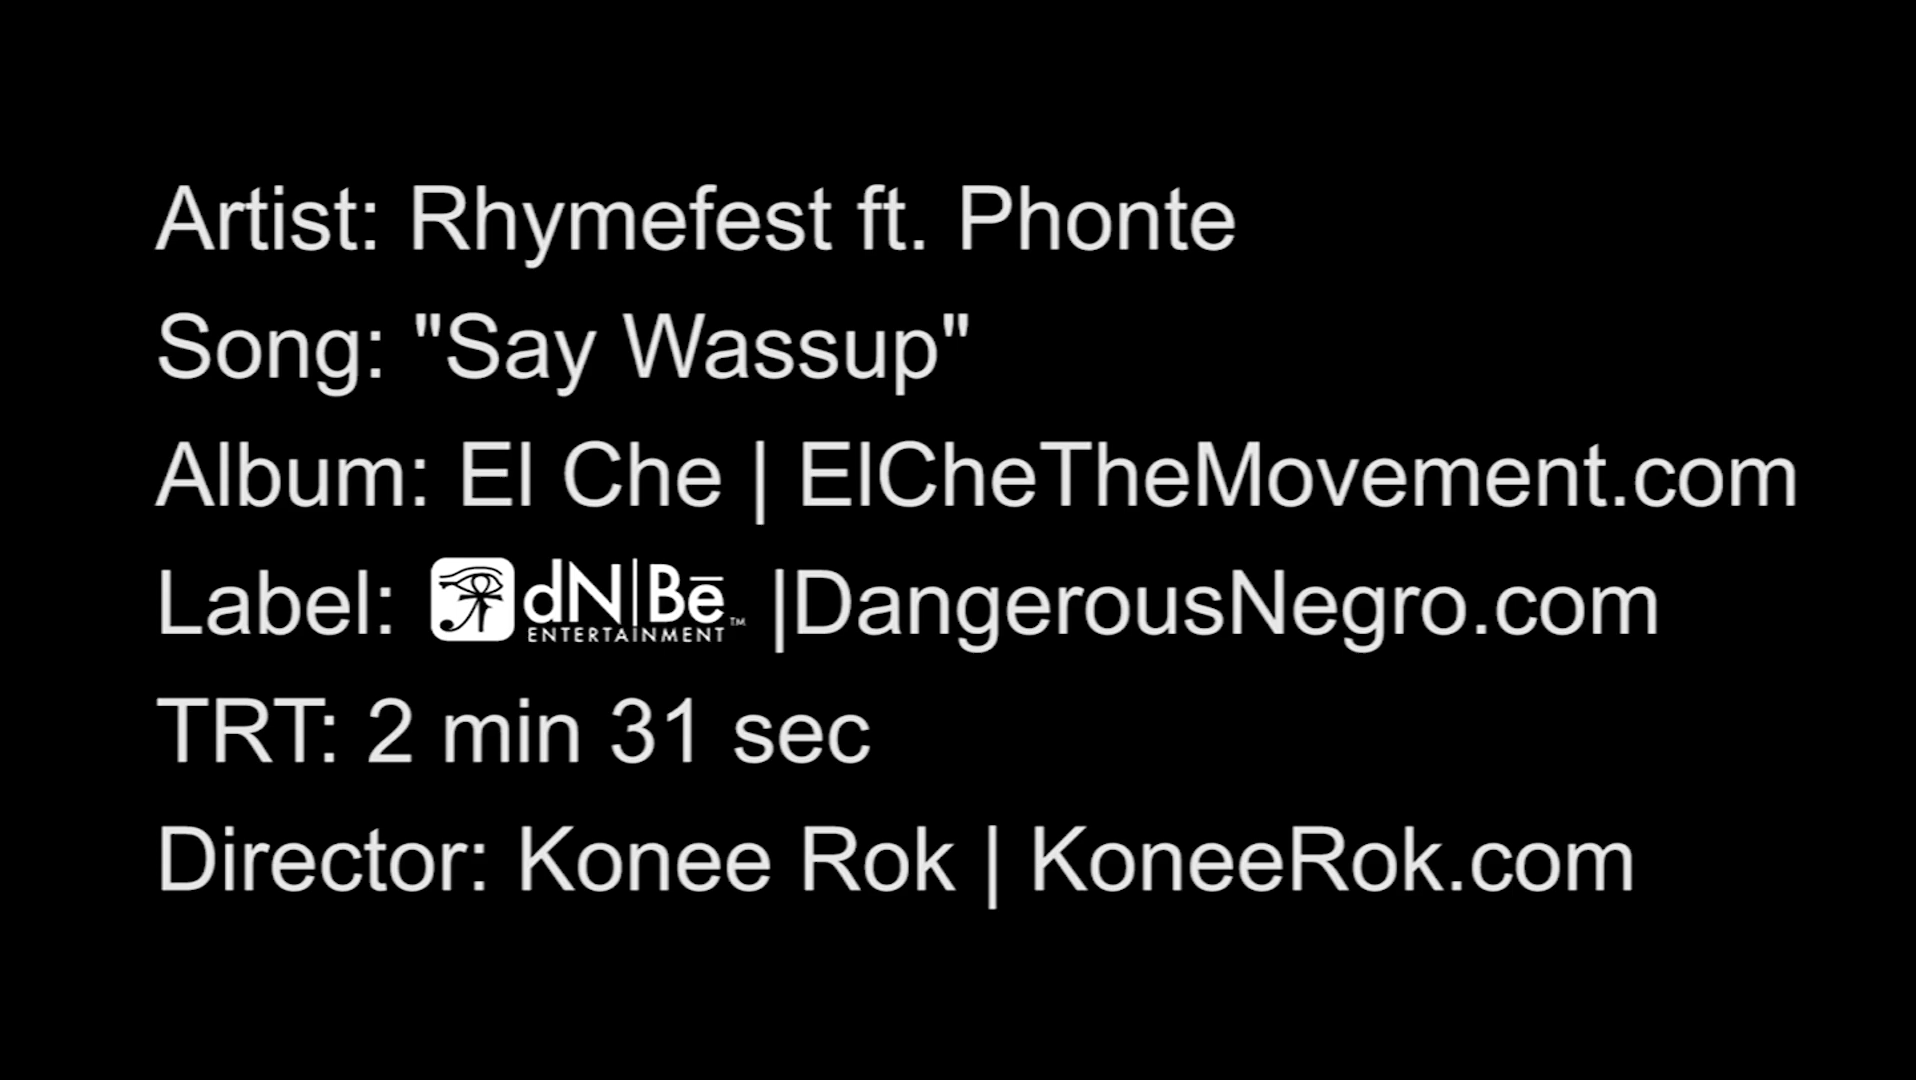 Artist: Rhymefest ft. Phonte
Song: "Say Wassup"
Album: El Che | ElCheTheMovement.com
Label: dN|Bē ENTERTAINMENT™ |DangerousNegro.com
TRT: 2 min 31 sec
Director: Konee Rok | KoneeRok.com